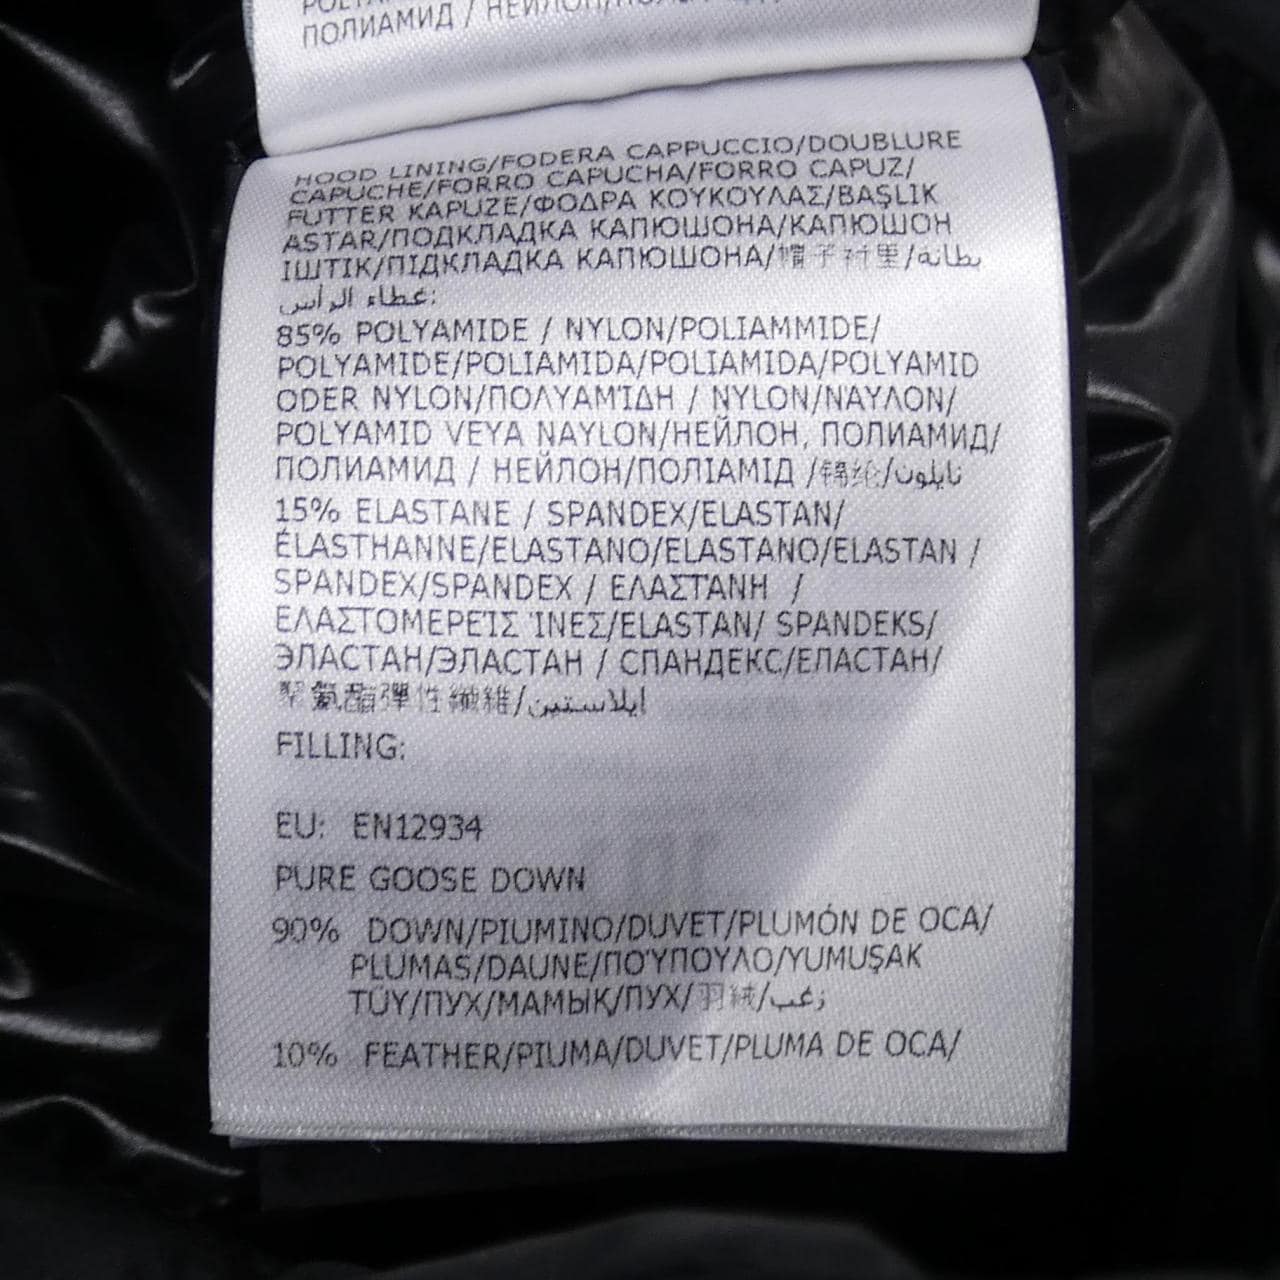 ПОЛИАМИД / НЕЙЛОН/
HOOD LINING/FODERA CAPPUCCIO/DOUBLURE
CAPUCHE/FORRO CAPUCHA/FORRO CAPUZ/
FUTTER KAPUZE/ΦΟΔΡΑ ΚΟΥΚΟΥΛΑΣ/BAŞLIK
ASTAR/ПОДКЛАДКА КАПЮШОНА/КАПЮШОН
ІШТІК/ПІДКЛАДКА КАПЮШОНА/帽子衬里/بطانة
غطاء الرأس:
85% POLYAMIDE / NYLON/POLIAMMIDE/
POLYAMIDE/POLIAMIDA/POLIAMIDA/POLYAMID
ODER NYLON/ΠΟΛΥΑΜΊΔΗ / NYLON/ΝΆΥΛΟΝ/
POLYAMID VEYA NAYLON/НЕЙЛОН, ПОЛИАМИД/
ПОЛИАМИД / НЕЙЛОН/ПОЛІАМІД /锦纶/نايلون
15% ELASTANE / SPANDEX/ELASTAN/
ÉLASTHANNE/ELASTANO/ELASTANO/ELASTAN /
SPANDEX/SPANDEX / ΕΛΑΣΤΆΝΗ /
ΕΛΑΣΤΟΜΕΡΕΊΣ ΊΝΕΣ/ELASTAN/ SPANDEKS/
ЭЛАСТАН/ЭЛАСТАН / СПАНДЕКС/ЕЛАСТАН/
聚氨酯彈性纖維/ايلاستين
FILLING:
EU: EN12934
PURE GOOSE DOWN
90% DOWN/PIUMINO/DUVET/PLUMÓN DE OCA/
PLUMAS/DAUNE/ΠΟΎΠΟΥΛΟ/YUMUŞAK
TÜY/ПУХ/МАМЫҚ/ПУХ/羽絨/زغب
10% FEATHER/PIUMA/DUVET/PLUMA DE OCA/